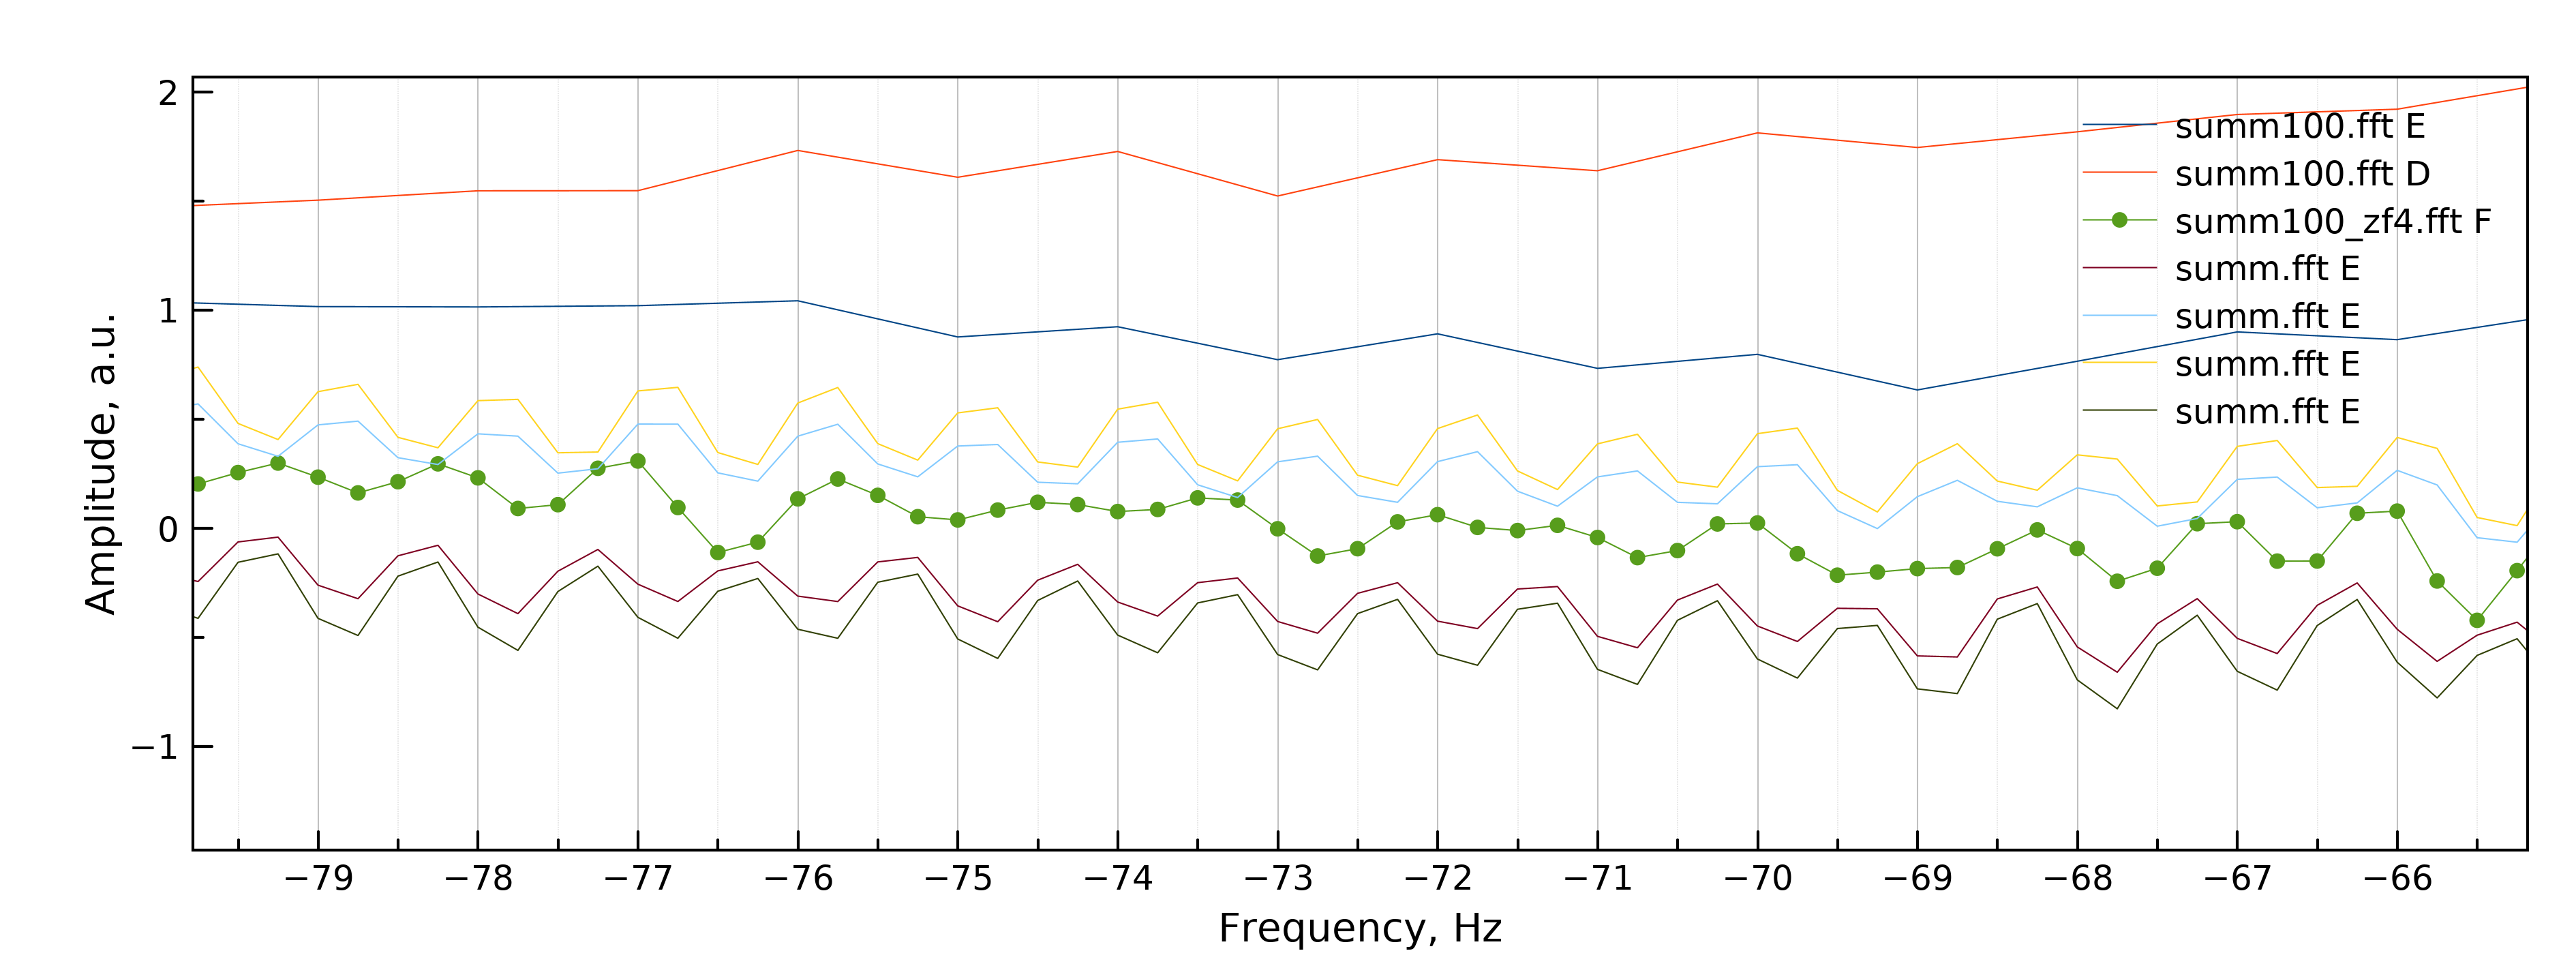 2
1
0
−1
Amplitude, a.u.
summ100.fft E
summ100.fft D
summ100_zf4.fft F
summ.fft E
summ.fft E
summ.fft E
summ.fft E
−79 −78 −77 −76 −75 −74 −73 −72 −71 −70 −69 −68 −67 −66
Frequency, Hz